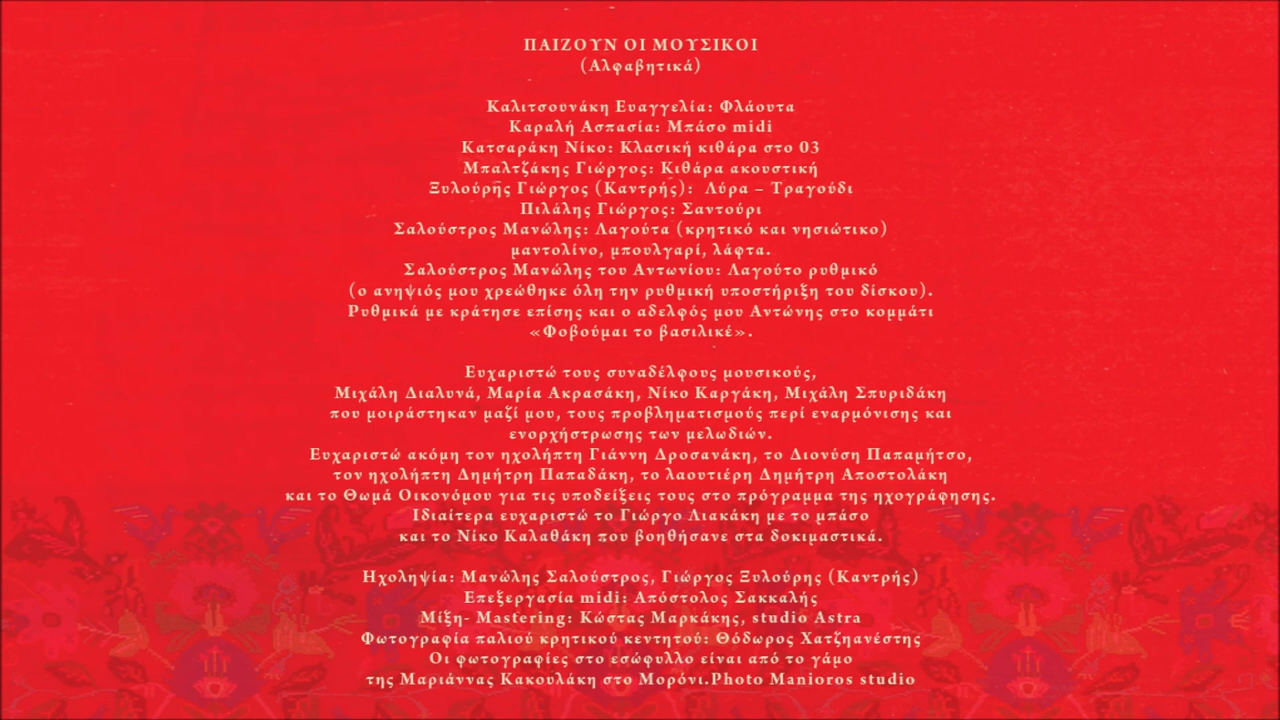 ΠΑΙΖΟΥΝ ΟΙ ΜΟΥΣΙΚΟΙ
(Αλφαβητικά)
Καλιτσουνάκη Ευαγγελία: Φλάουτα
Καραλή Ασπασία: Μπάσο midi
Κατσαράκη Νίκο: Κλασική κιθάρα στο 03
Μπαλτζάκης Γιώργος: Κιθάρα ακουστική
Ξυλούρης Γιώργος (Καντρής): Λύρα – Τραγούδι
Πιλάλης Γιώργος: Σαντούρι
Σαλούστρος Μανώλης: Λαγούτα (κρητικό και νησιώτικο)
μαντολίνο, μπουλγαρί, λάφτα.
Σαλούστρος Μανώλης του Αντωνίου: Λαγούτο ρυθμικό
(ο ανηψιός μου χρεώθηκε όλη την ρυθμική υποστήριξη του δίσκου).
Ρυθμικά με κράτησε επίσης και ο αδελφός μου Αντώνης στο κομμάτι
«Φοβούμαι το βασιλικέ».
Ευχαριστώ τους συναδέλφους μουσικούς,
Μιχάλη Διαλυνά, Μαρία Ακρασάκη, Νίκο Καργάκη, Μιχάλη Σπυριδάκη
που μοιράστηκαν μαζί μου, τους προβληματισμούς περί εναρμόνισης και
ενορχήστρωσης των μελωδιών.
Ευχαριστώ ακόμη τον ηχολήπτη Γιάννη Δροσανάκη, το Διονύση Παπαμήτσο,
τον ηχολήπτη Δημήτρη Παπαδάκη, το λαουτιέρη Δημήτρη Αποστολάκη
και το Θωμά Οικονόμου για τις υποδείξεις τους στο πρόγραμμα της ηχογράφησης.
Ιδιαίτερα ευχαριστώ το Γιώργο Λιακάκη με το μπάσο
και το Νίκο Καλαθάκη που βοηθήσανε στα δοκιμαστικά.
Ηχοληψία: Μανώλης Σαλούστρος, Γιώργος Ξυλούρης (Καντρής)
Επεξεργασία midi: Απόστολος Σακκαλής
Μίξη- Mastering: Κώστας Μαρκάκης, studio Astra
Φωτογραφία παλιού κρητικού κεντητού: Θόδωρος Χατζηανέστης
Οι φωτογραφίες στο εσώφυλλο είναι από το γάμο
της Μαριάννας Κακουλάκη στο Μορόνι.Photo Manioros studio